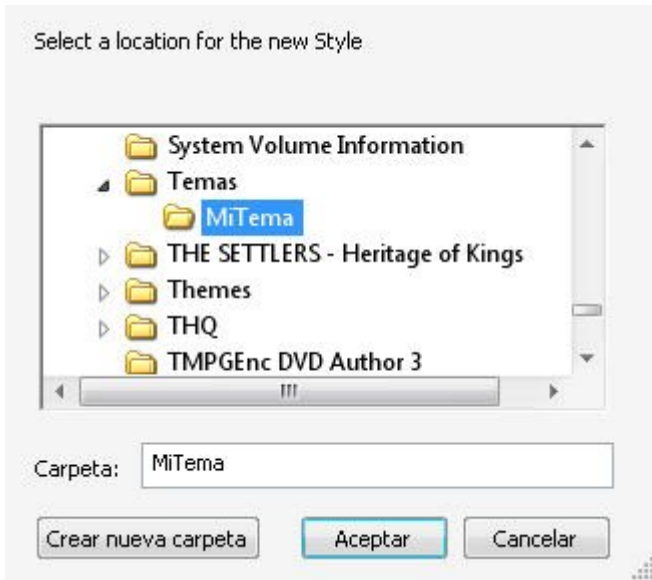 Select a location for the new Style
System Volume Information
Temas
MiTema
THE SETTLERS - Heritage of Kings
Themes
THQ
TMPGEnc DVD Author 3
Carpeta: MiTema
Crear nueva carpeta Aceptar Cancelar